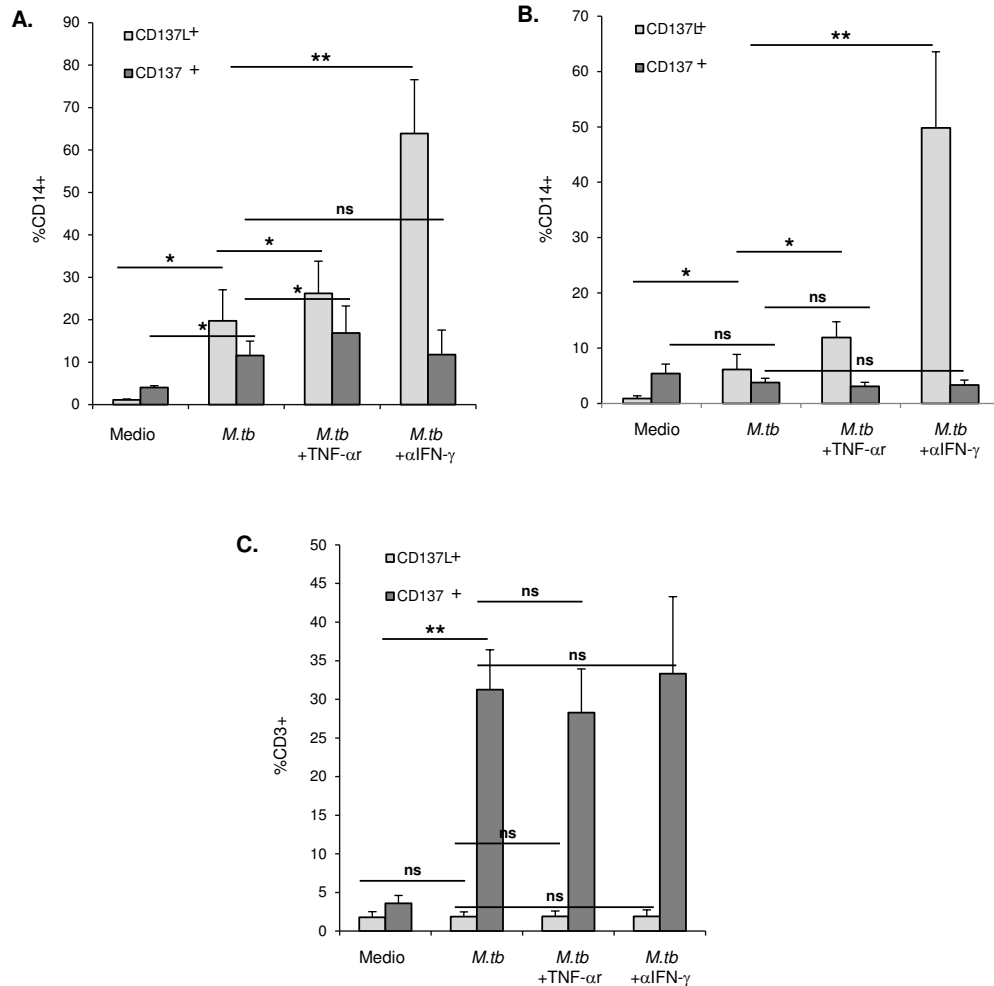 A.
90
80
70
60
50
40
30
20
10
0
%CD14+
CD137L+
CD137 +
**
ns
*
*
*
*
Medio
M.tb
M.tb
+TNF-αr
M.tb
+αIFN-γ
B.
70
60
50
40
30
20
10
0
%CD14+
CD137L+
CD137 +
**
*
*
ns
ns
ns
Medio
M.tb
M.tb
+TNF-αr
M.tb
+αIFN-γ
C.
50
45
40
35
30
25
20
15
10
5
0
%CD3+
CD137L+
CD137 +
ns
**
ns
ns
ns
ns
Medio
M.tb
M.tb
+TNF-αr
M.tb
+αIFN-γ